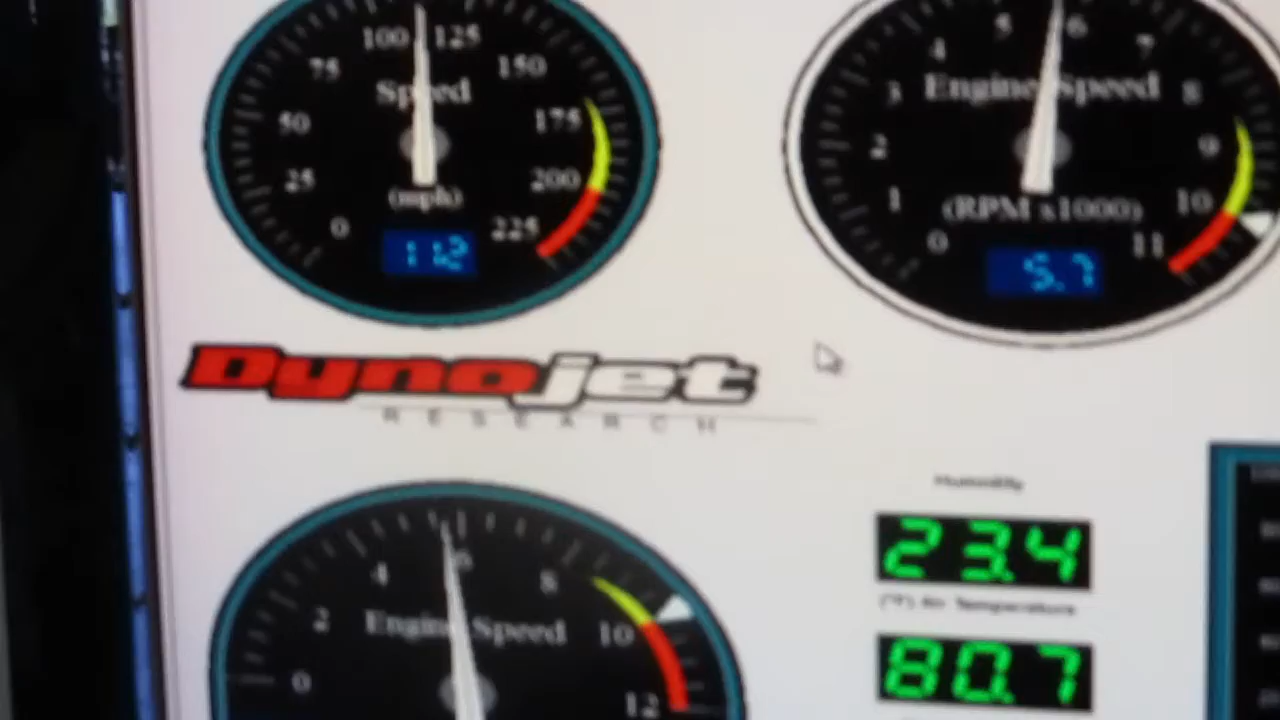 100 125
75 150
Speed
50 175
25 200
(mph)
0 225
112
5 6
4 7
Engine Speed
3 8
2 9
1 10
(RPM x1000)
0 11
5.7
Dynojet
RESEARCH
Humidity
23.4
(°F) Air Temperature
80.7
4 6 8
2 10
Engine Speed
0 12